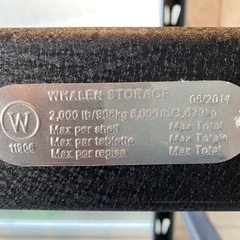 WHALEN STORAGE 08/2014
W
2,000 lb/908kg 8,000 lb/3,629kg
Max per shelf Max Total
Max par tablette Max Totale
Max por repisa Max Total